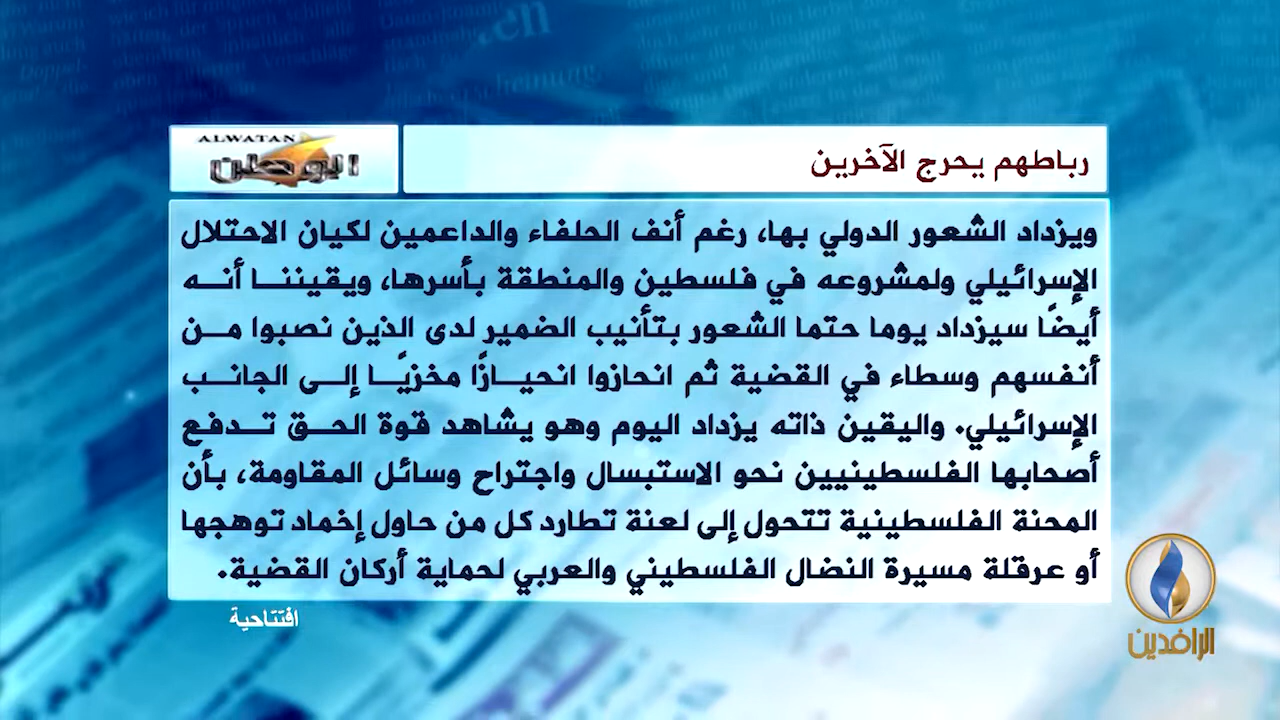 ALWATAN
الوطن
رباطهم يحرج الآخرين
ويزداد الشعور الدولي بها، رغم أنف الحلفاء والداعمين لكيان الاحتلال
الإسرائيلي ولمشروعه في فلسطين والمنطقة بأسرها، ويقيننا أنه
أيضًا سيزداد يوما حتما الشعور بتأنيب الضمير لدى الذين نصبوا من
أنفسهم وسطاء في القضية ثم انحازوا انحيازًا مخزيًا إلى الجانب
الإسرائيلي. واليقين ذاته يزداد اليوم وهو يشاهد قوة الحق تدفع
أصحابها الفلسطينيين نحو الاستبسال واجتراح وسائل المقاومة، بأن
المحنة الفلسطينية تتحول إلى لعنة تطارد كل من حاول إخماد توهجها
أو عرقلة مسيرة النضال الفلسطيني والعربي لحماية أركان القضية.
افتتاحية
الرافدين